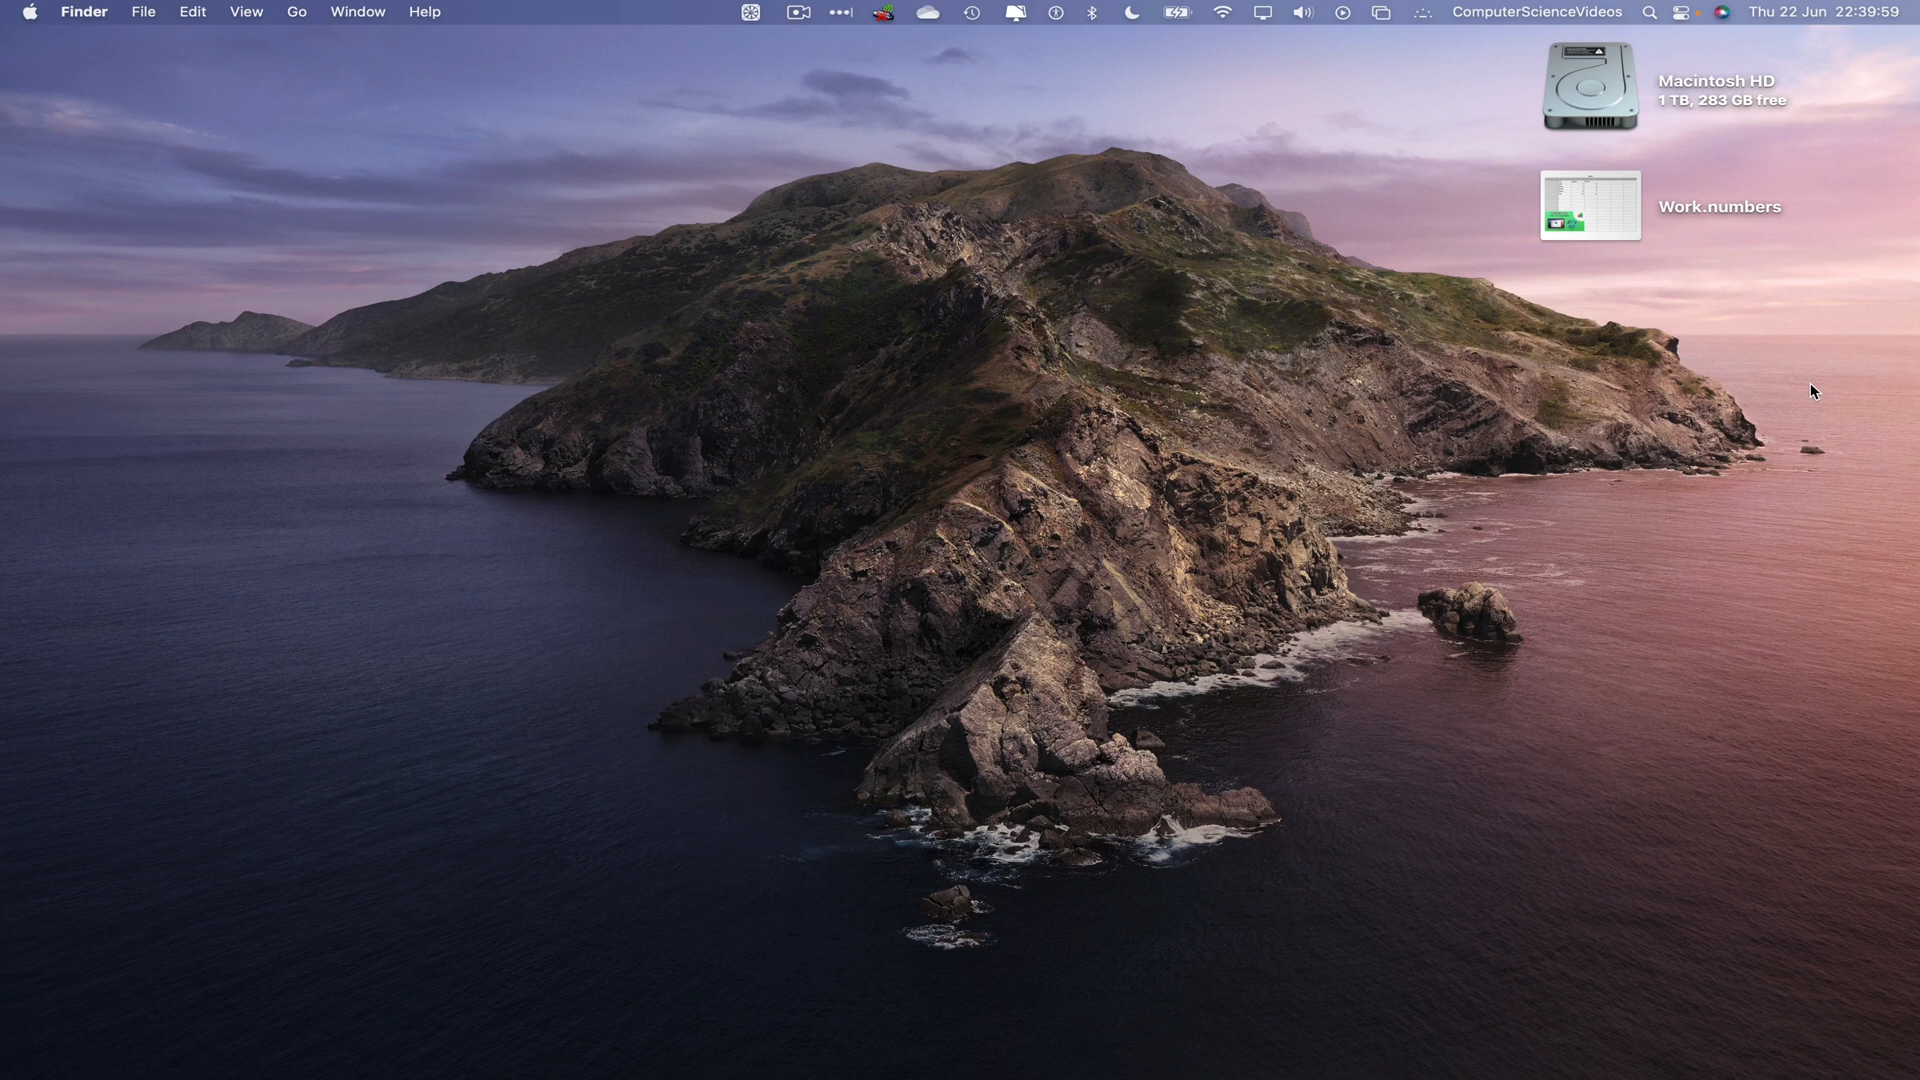 Finder File Edit View Go Window Help ComputerScienceVideos Thu 22 Jun 22:39:59
Macintosh HD
1 TB, 283 GB free
Work.numbers